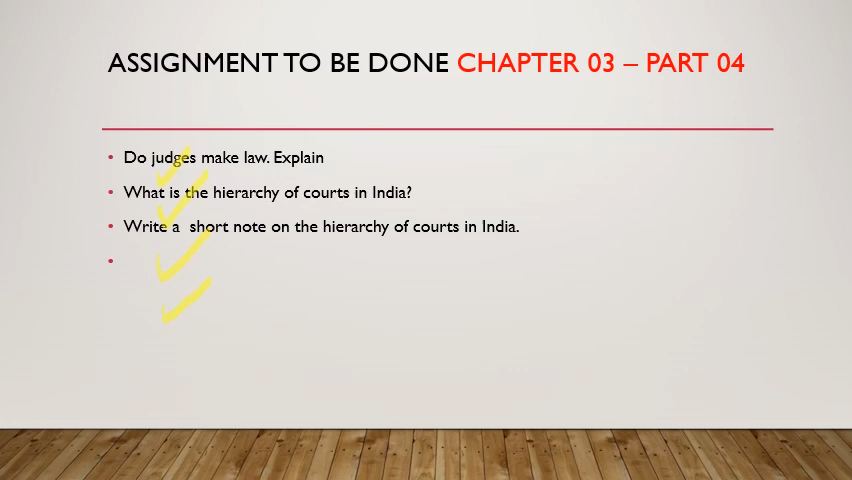 ASSIGNMENT TO BE DONE CHAPTER 03 – PART 04
• Do judges make law. Explain
• What is the hierarchy of courts in India?
• Write a  short note on the hierarchy of courts in India.
•